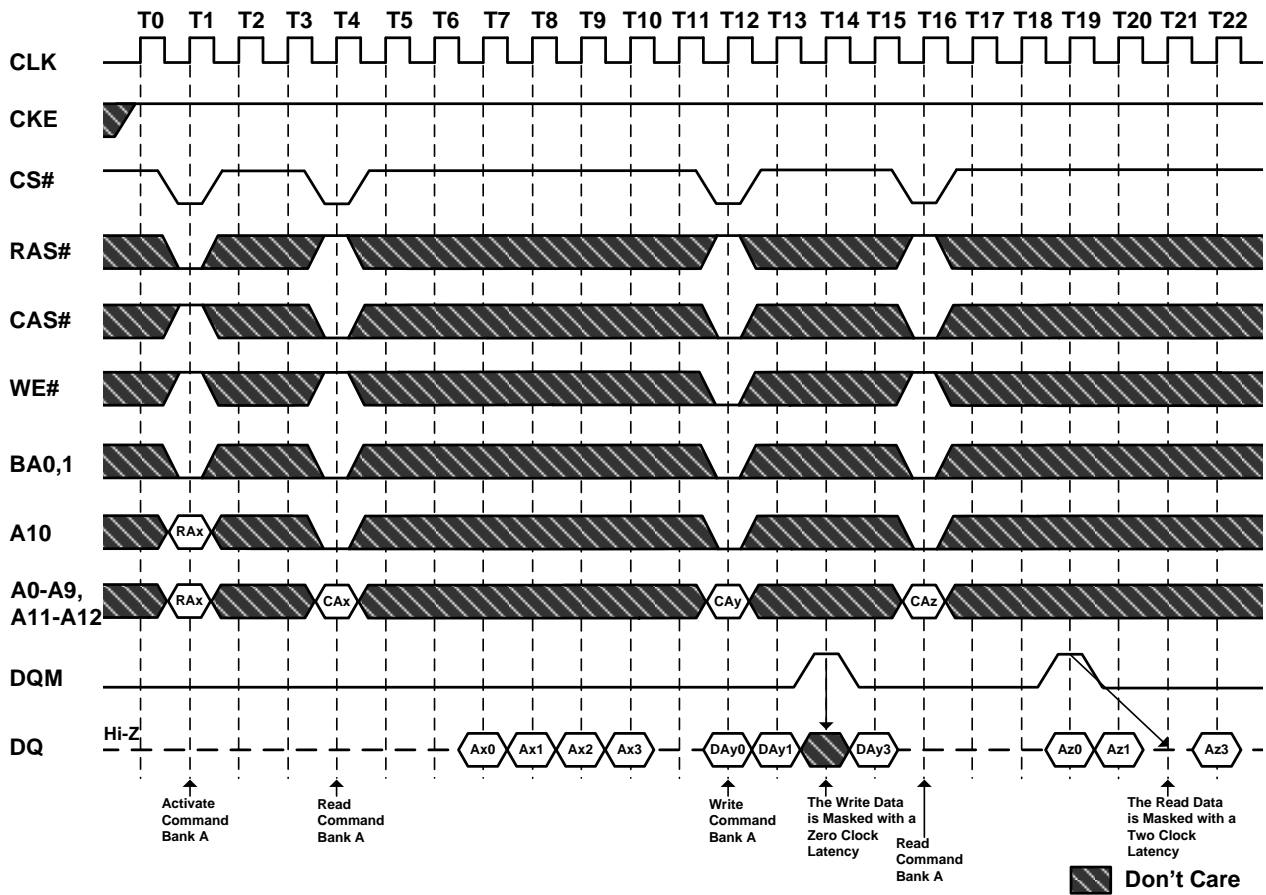 T0 T1 T2 T3 T4 T5 T6 T7 T8 T9 T10 T11 T12 T13 T14 T15 T16 T17 T18 T19 T20 T21 T22
CLK
CKE
CS#
RAS#
CAS#
WE#
BA0,1
A10
RAx
A0-A9,
A11-A12
RAx CAx CAy CAz
DQM
DQ
Hi-Z
Ax0 Ax1 Ax2 Ax3 DAy0 DAy1 DAy3 Az0 Az1 Az3
Activate
Command
Bank A
Read
Command
Bank A
Write
Command
Bank A
The Write Data
is Masked with a
Zero Clock
Latency
Read
Command
Bank A
The Read Data
is Masked with a
Two Clock
Latency
Don't Care